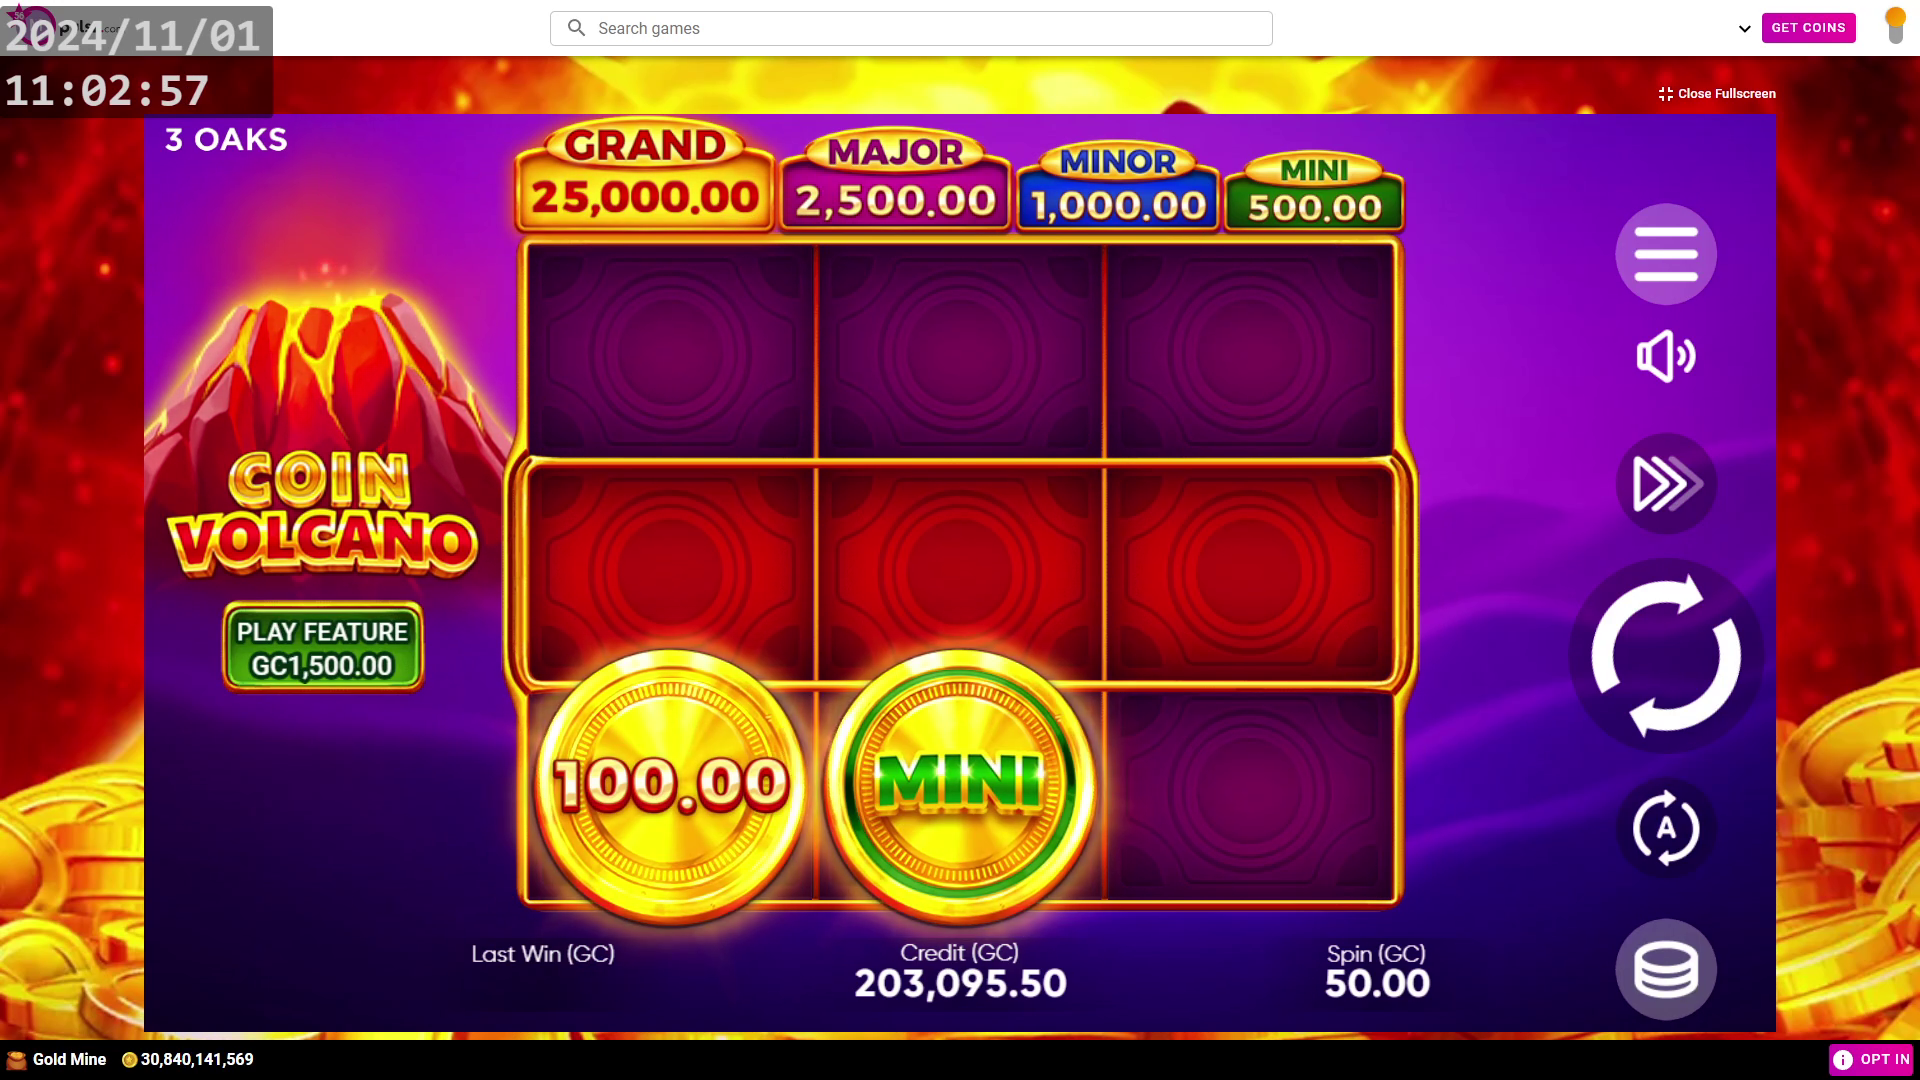 2024/11/01
11:02:57
Search games
GET COINS
Close Fullscreen
3 OAKS
GRAND
25,000.00
MAJOR
2,500.00
MINOR
1,000.00
MINI
500.00
COIN
VOLCANO
PLAY FEATURE
GC1,500.00
100.00
MINI
A
Last Win (GC)
Credit (GC)
203,095.50
Spin (GC)
50.00
Gold Mine
30,840,141,569
OPT IN